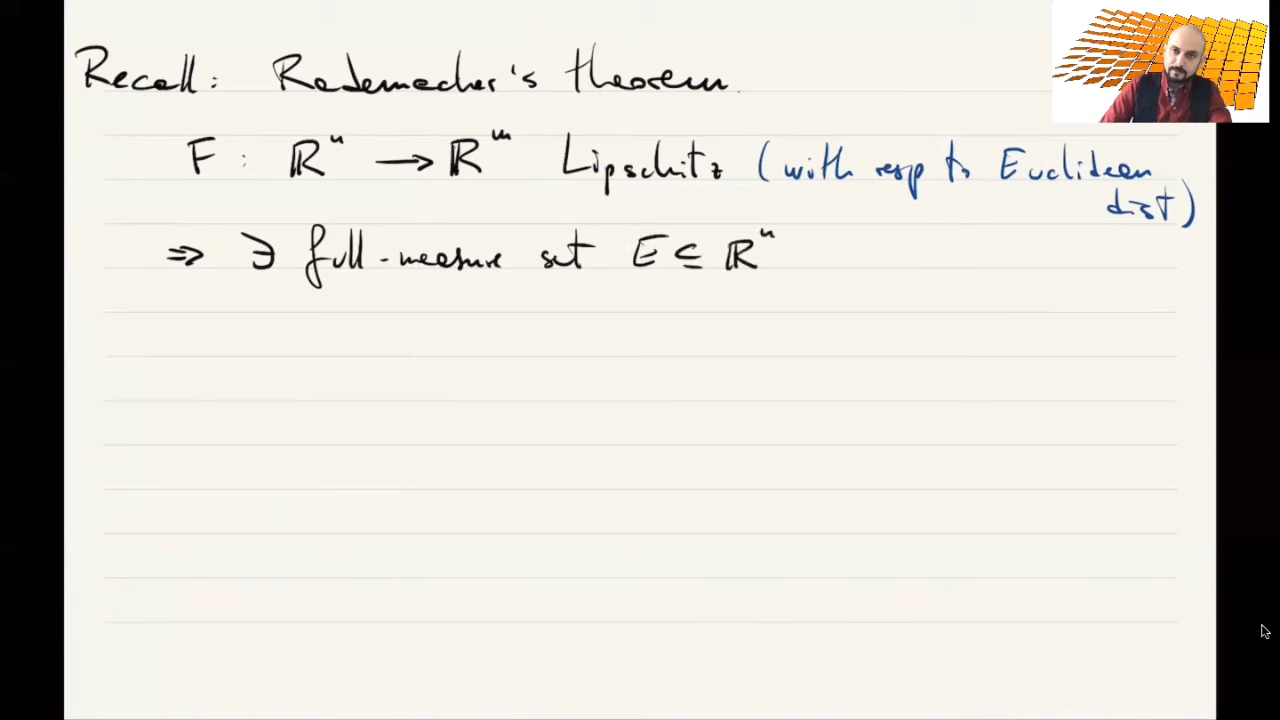 Recall: Rademacher's theorem.
F: ℝⁿ → ℝᵐ Lipschitz (with resp to Euclidean
dist)
⇒ ∃ full-measure set E ⊆ ℝⁿ